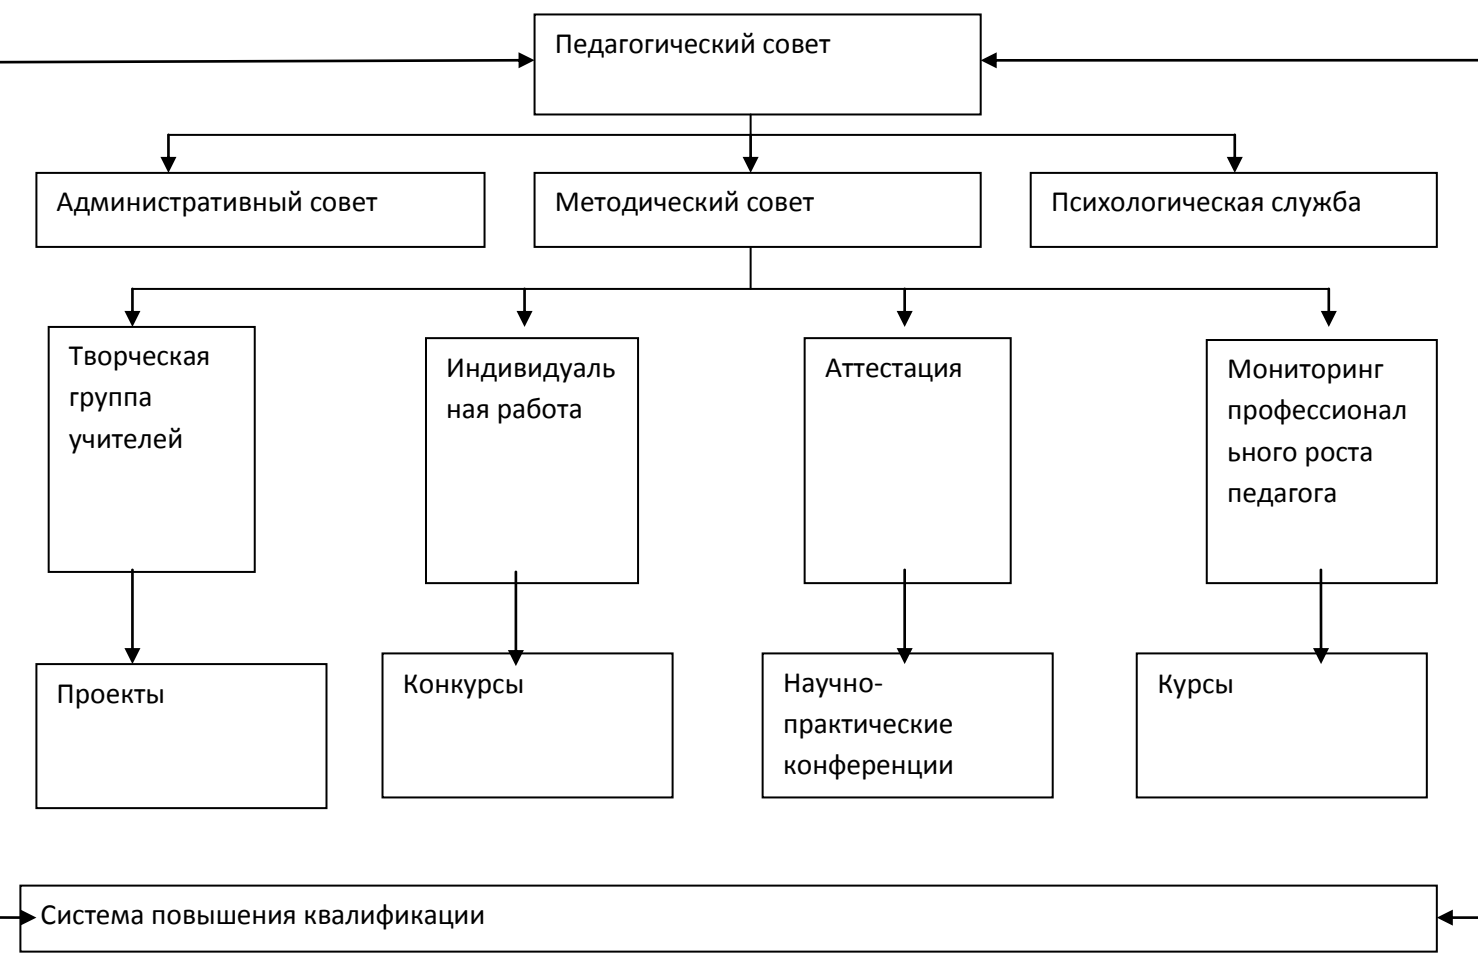 Педагогический совет
Административный совет
Методический совет
Психологическая служба
Творческая
группа
учителей
Индивидуаль
ная работа
Аттестация
Мониторинг
профессионал
ьного роста
педагога
Проекты
Конкурсы
Научно-
практические
конференции
Курсы
Система повышения квалификации